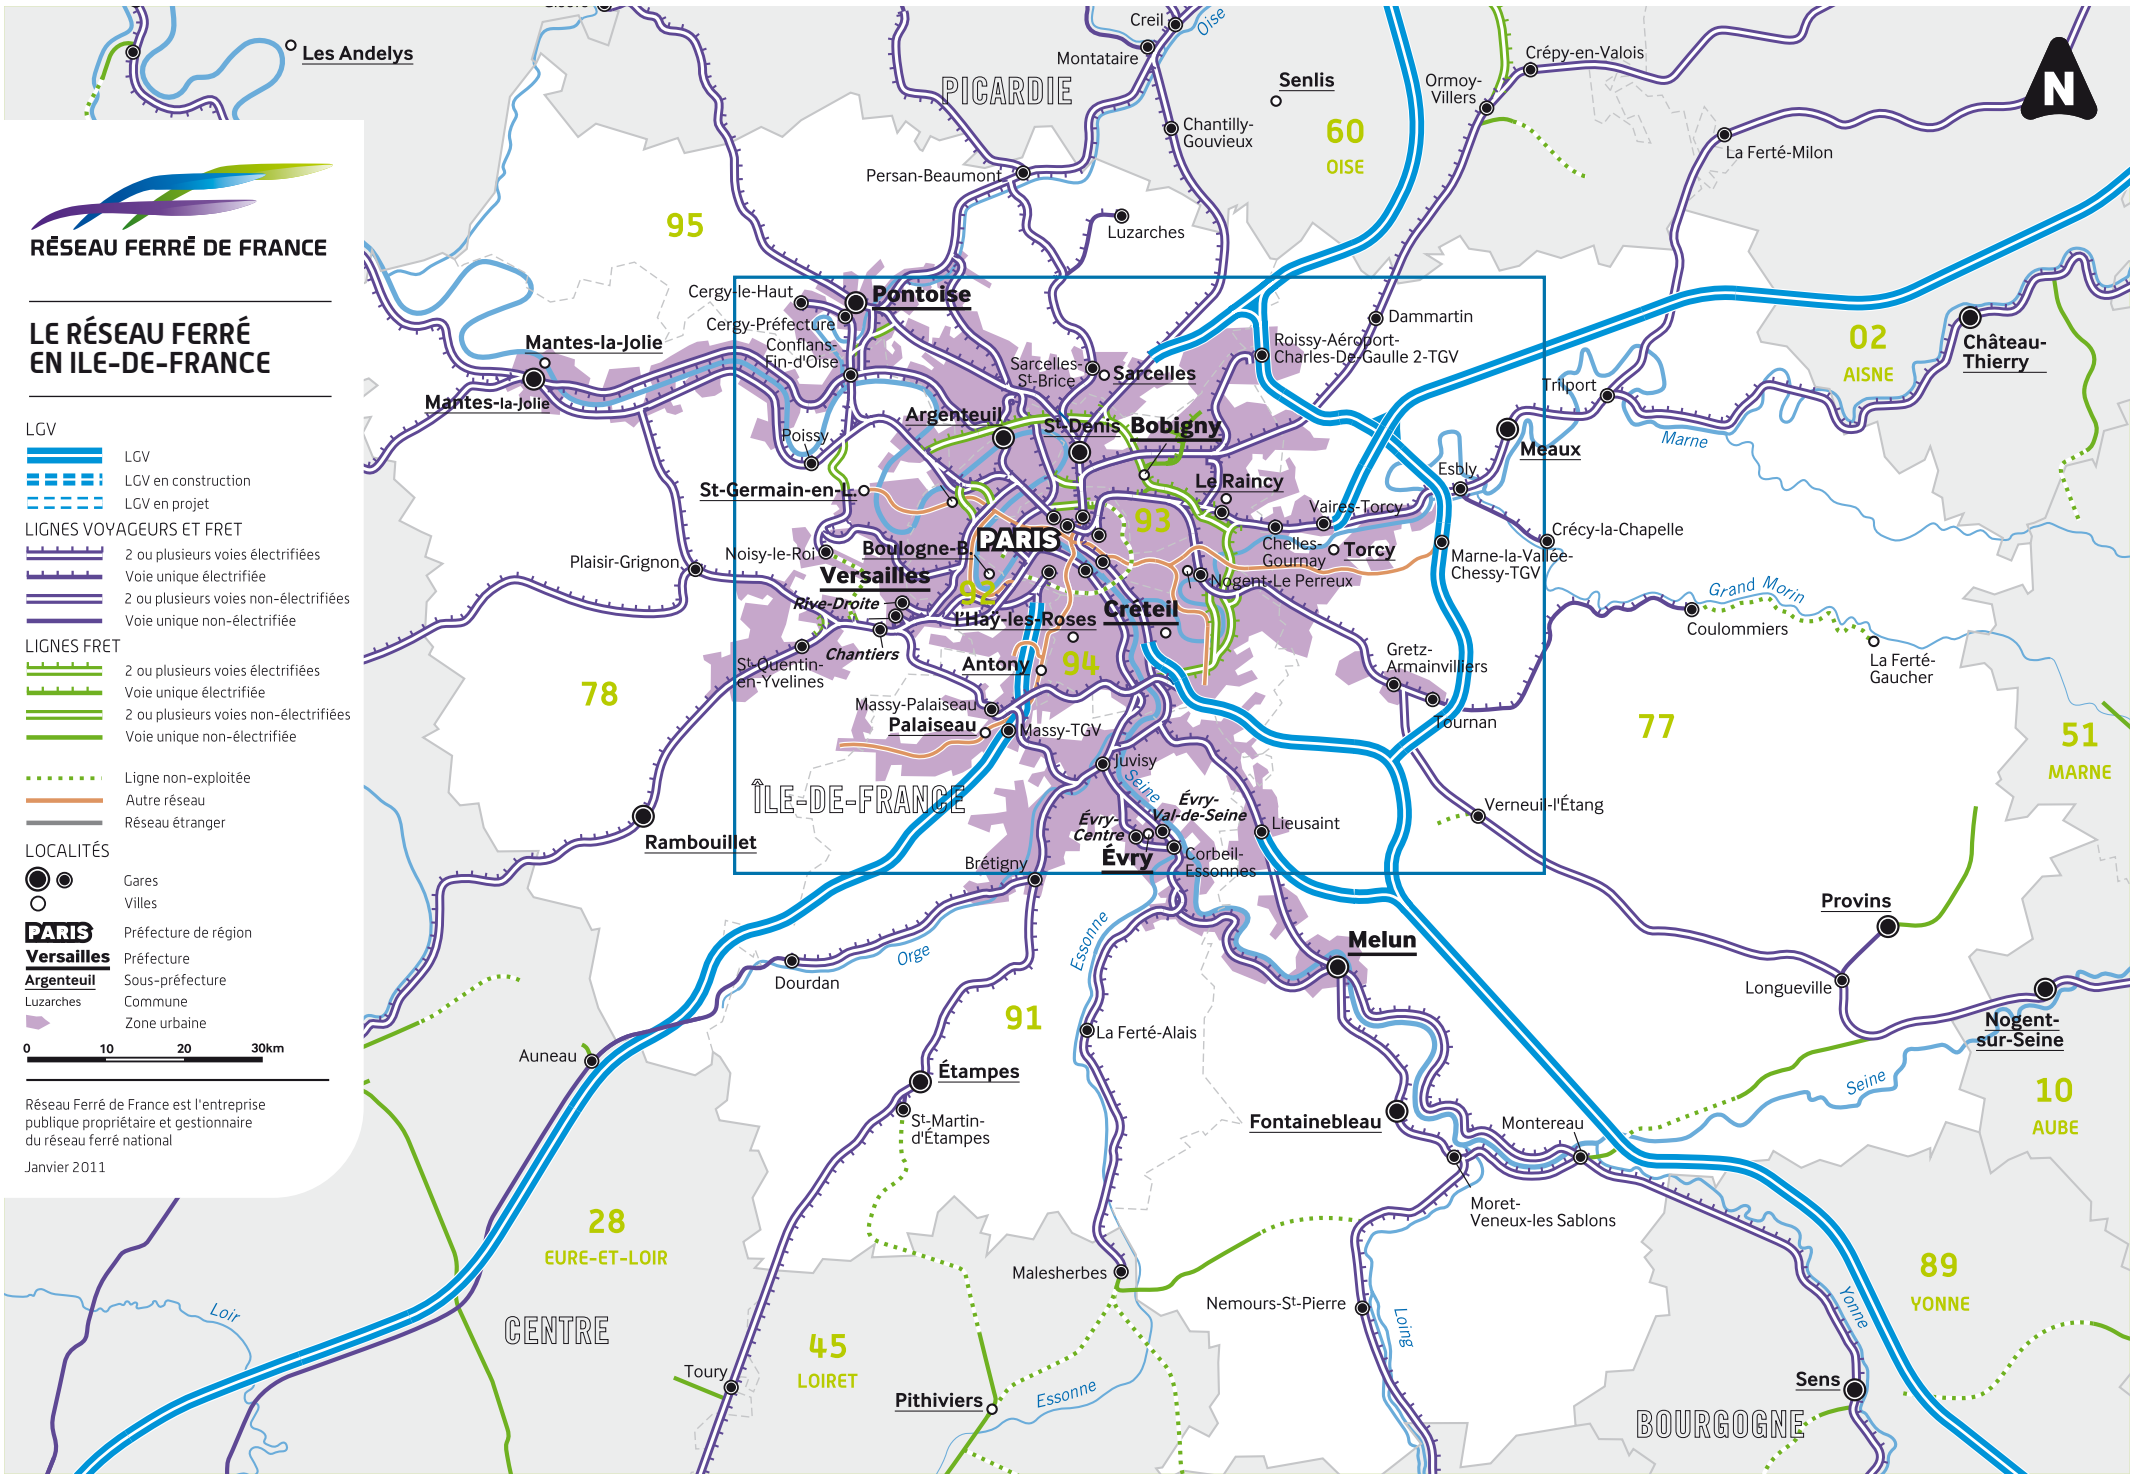 RÉSEAU FERRÉ DE FRANCE
LE RÉSEAU FERRÉ
EN ILE-DE-FRANCE
LGV
LGV
LGV en construction
LGV en projet
LIGNES VOYAGEURS ET FRET
2 ou plusieurs voies électrifiées
Voie unique électrifiée
2 ou plusieurs voies non-électrifiées
Voie unique non-électrifiée
LIGNES FRET
2 ou plusieurs voies électrifiées
Voie unique électrifiée
2 ou plusieurs voies non-électrifiées
Voie unique non-électrifiée
Ligne non-exploitée
Autre réseau
Réseau étranger
LOCALITÉS
Gares
Villes
PARIS Préfecture de région
Versailles Préfecture
Argenteuil Sous-préfecture
Luzarches Commune
Zone urbaine
0 10 20 30km
Réseau Ferré de France est l'entreprise
publique propriétaire et gestionnaire
du réseau ferré national
Janvier 2011
Les Andelys
Creil
Oise
Montataire
PICARDIE
Senlis
Crépy-en-Valois
Ormoy-
Villers
N
Chantilly-
Gouvieux
60
OISE
La Ferté-Milon
Persan-Beaumont
95
Luzarches
Cergy-le-Haut
Pontoise
Cergy-Préfecture
Conflans-
Fin-d'Oise
Mantes-la-Jolie
Mantes-la-Jolie
Sarcelles-
St-Brice
Sarcelles
Roissy-Aéroport-
Charles-De-Gaulle 2-TGV
Dammartin
02
AISNE
Château-
Thierry
Trilport
Marne
Meaux
Esbly
Argenteuil
St-Denis
Bobigny
Poissy
St-Germain-en-L.
Le Raincy
Vaires-Torcy
93
PARIS
Boulogne-B.
Noisy-le-Roi
Plaisir-Grignon
Versailles
Rive-Droite
92
Chelles-
Gournay
Torcy
Nogent-Le Perreux
Marne-la-Vallée-
Chessy-TGV
Crécy-la-Chapelle
Grand Morin
Coulommiers
La Ferté-
Gaucher
Créteil
l'Haÿ-les-Roses
Chantiers
St-Quentin-
en-Yvelines
Antony
94
Gretz-
Armainvilliers
Tournan
78
77
51
MARNE
Massy-Palaiseau
Palaiseau
Massy-TGV
Juvisy
Seine
ÎLE-DE-FRANCE
Évry-
Val-de-Seine
Évry-
Centre
Évry
Corbeil-
Essonnes
Lieusaint
Verneuil-l'Étang
Rambouillet
Brétigny
Provins
Melun
Essonne
Orge
Dourdan
Longueville
Nogent-
sur-Seine
91
La Ferté-Alais
Auneau
Étampes
St-Martin-
d'Étampes
Fontainebleau
Montereau
Seine
10
AUBE
Moret-
Veneux-les Sablons
28
EURE-ET-LOIR
Malesherbes
Nemours-St-Pierre
Loing
89
YONNE
Yonne
Loir
CENTRE
45
LOIRET
Toury
Pithiviers
Essonne
Sens
BOURGOGNE